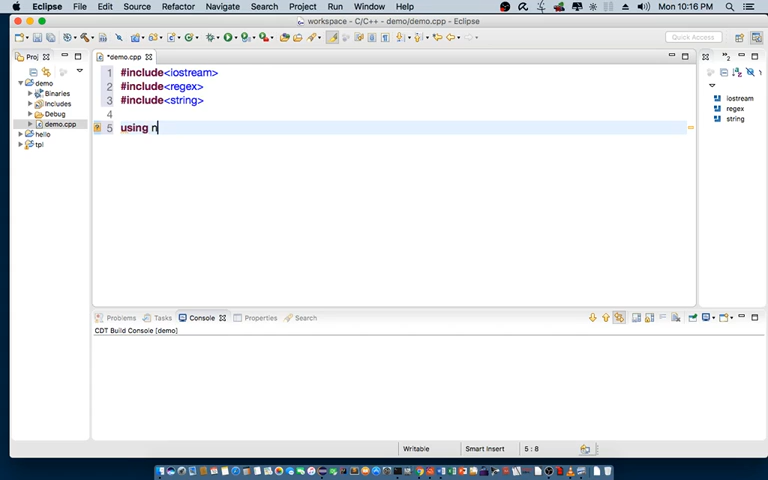 Eclipse File Edit Source Refactor Navigate Search Project Run Window Help Mon 10:16 PM
workspace - C/C++ - demo/demo.cpp - Eclipse
Quick Access
Proj
*demo.cpp
2
demo
Binaries
Includes
Debug
demo.cpp
hello
tpl
1 #include<iostream>
2 #include<regex>
3 #include<string>
4
5 using n
iostream
regex
string
Problems Tasks Console Properties Search
CDT Build Console [demo]
Writable Smart Insert 5 : 8